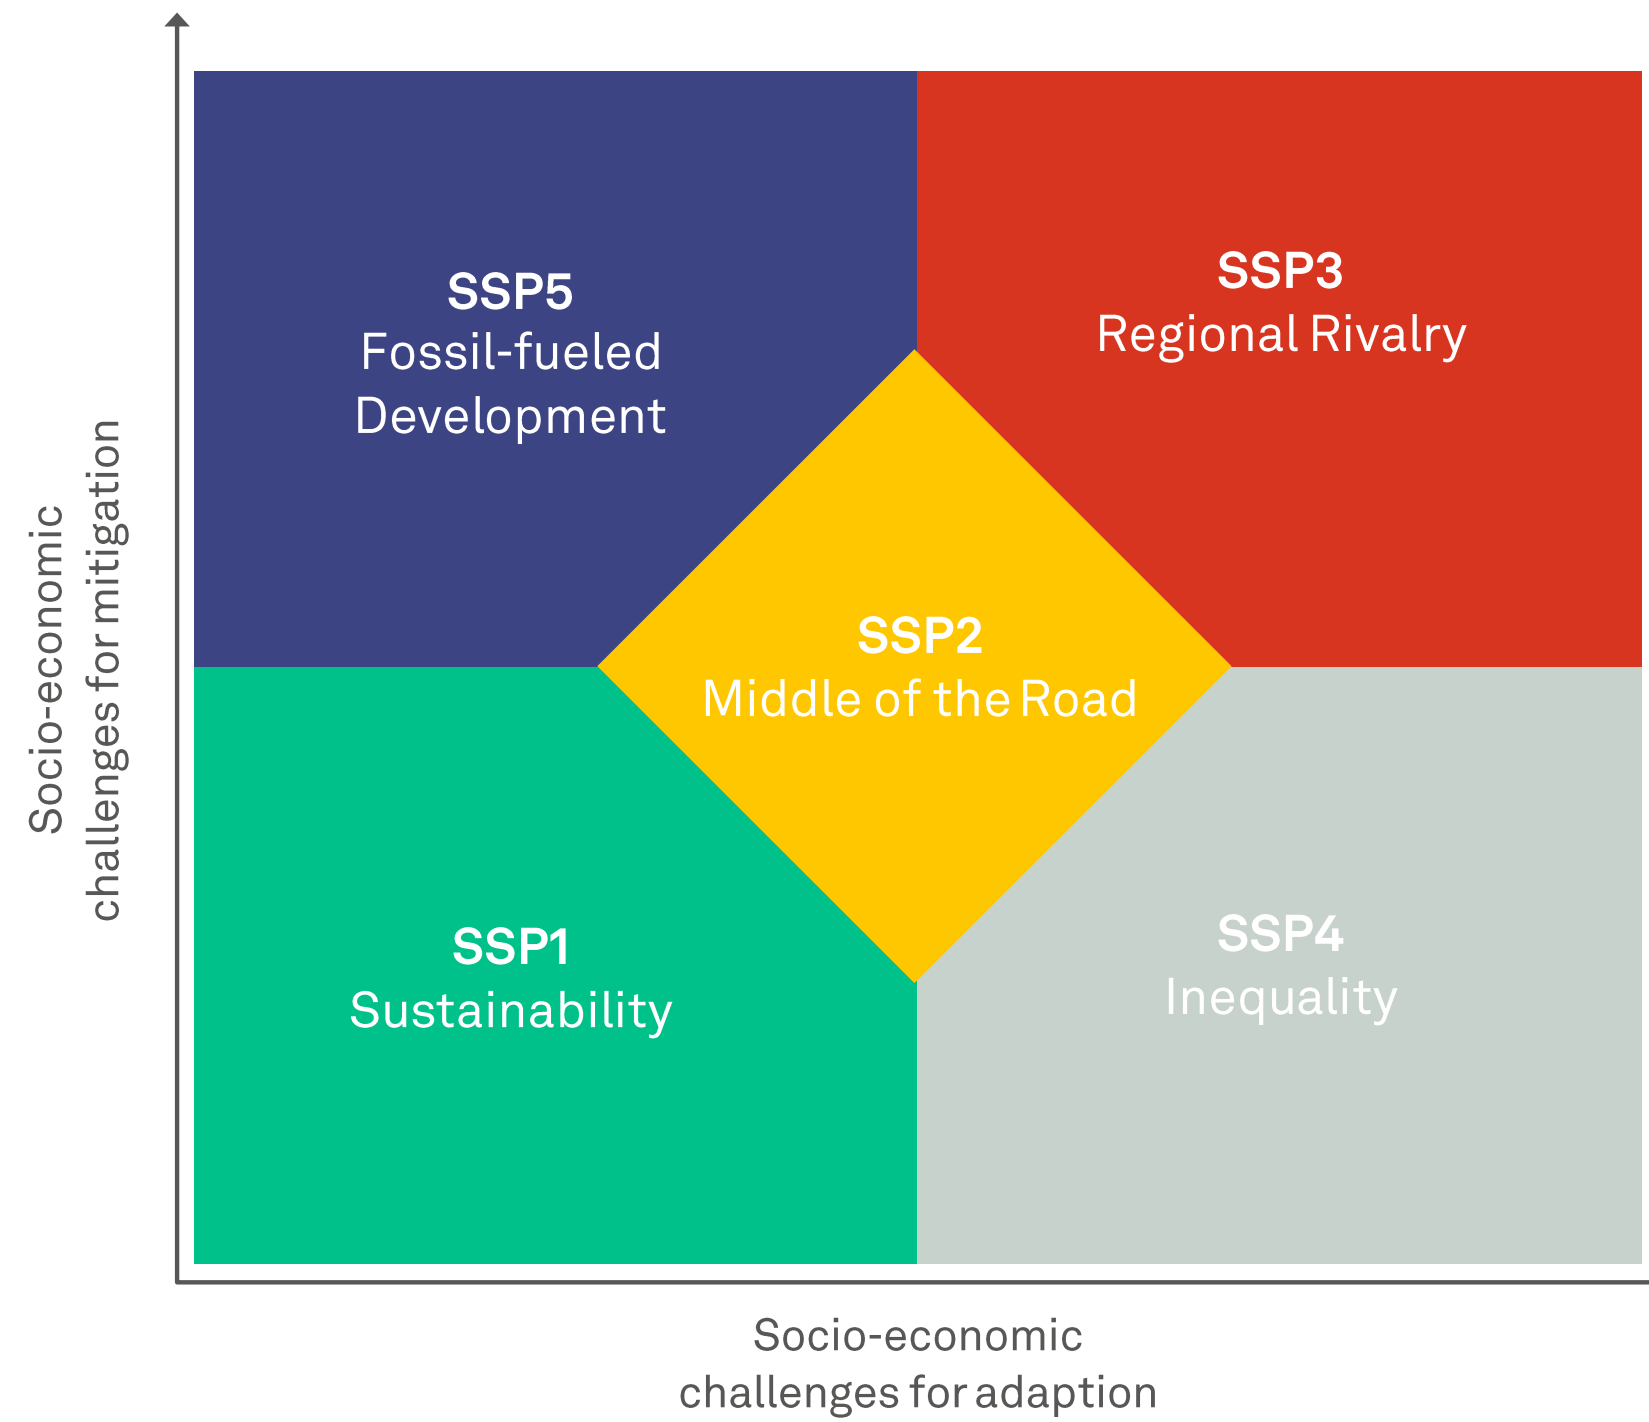 Socio-economic
challenges for mitigation
SSP5
Fossil-fueled
Development
SSP3
Regional Rivalry
SSP2
Middle of the Road
SSP1
Sustainability
SSP4
Inequality
Socio-economic
challenges for adaption